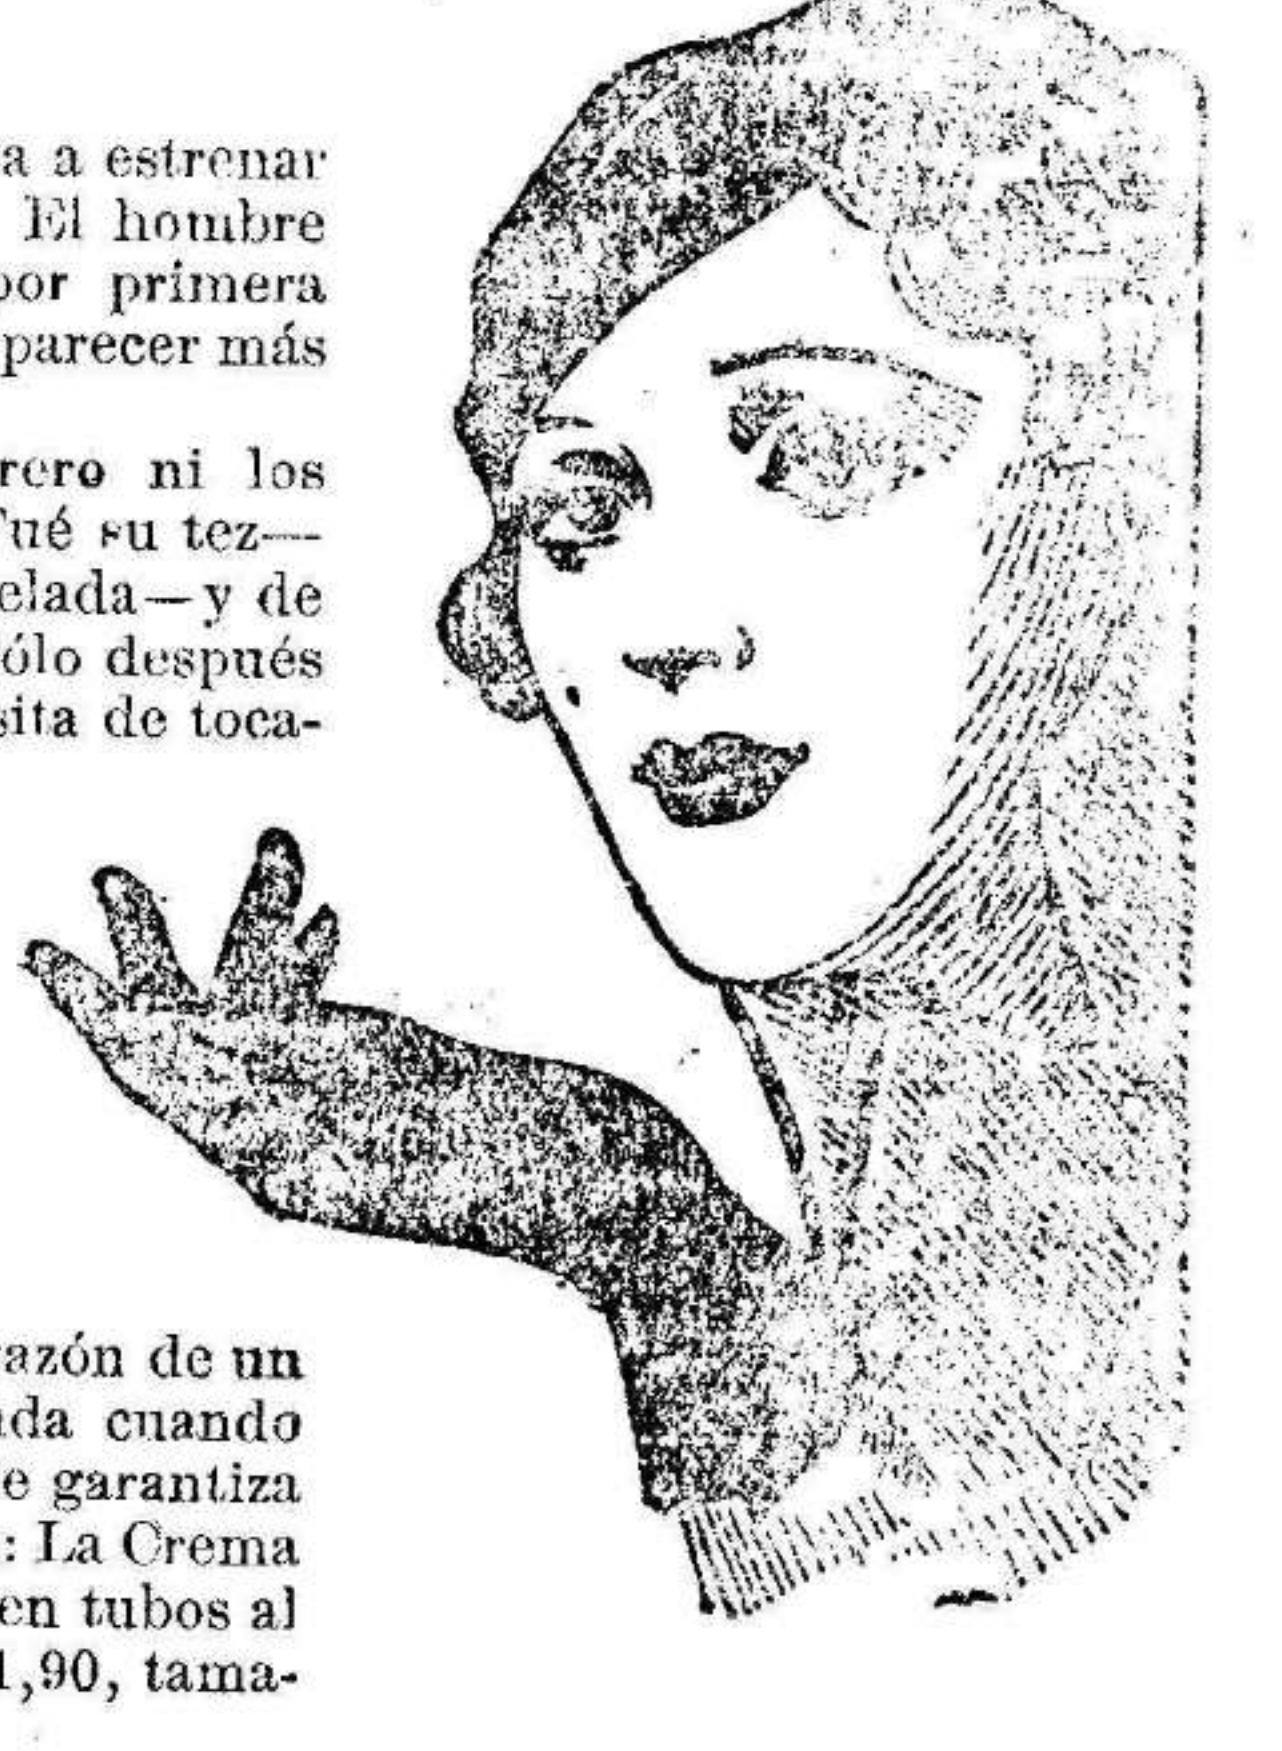 a a estrenar
El hombre
por primera
parecer más
rero ni los
Fué su tez—
elada—y de
ólo después
sita de toca-
azón de un
da cuando
e garantiza
: La Crema
en tubos al
1,90, tama-